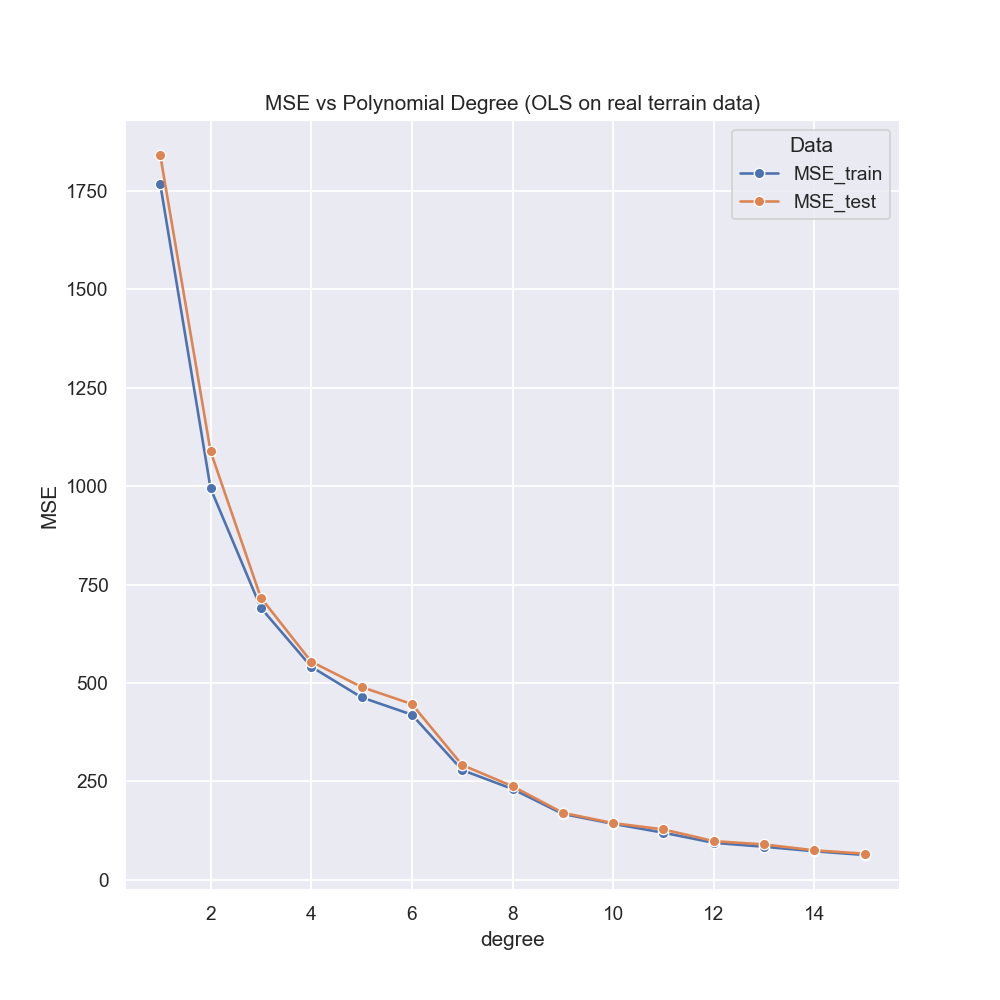 MSE vs Polynomial Degree (OLS on real terrain data)
Data
MSE_train
MSE_test
1750
1500
1250
1000
750
500
250
0
MSE
2 4 6 8 10 12 14
degree